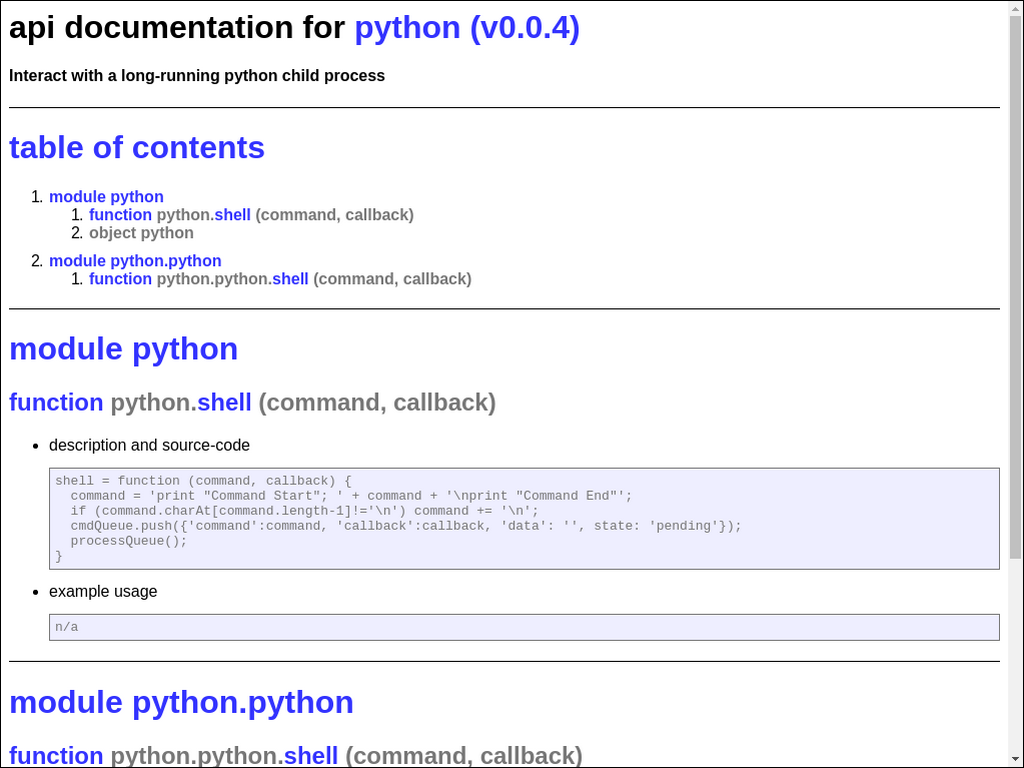 api documentation for python (v0.0.4)
Interact with a long-running python child process
table of contents
1. module python
1. function python.shell (command, callback)
2. object python
2. module python.python
1. function python.python.shell (command, callback)
module python
function python.shell (command, callback)
• description and source-code
shell = function (command, callback) {
  command = 'print "Command Start"; ' + command + '\nprint "Command End"';
  if (command.charAt[command.length-1]!='\n') command += '\n';
  cmdQueue.push({'command':command, 'callback':callback, 'data': '', state: 'pending'});
  processQueue();
}
• example usage
n/a
module python.python
function python.python.shell (command, callback)